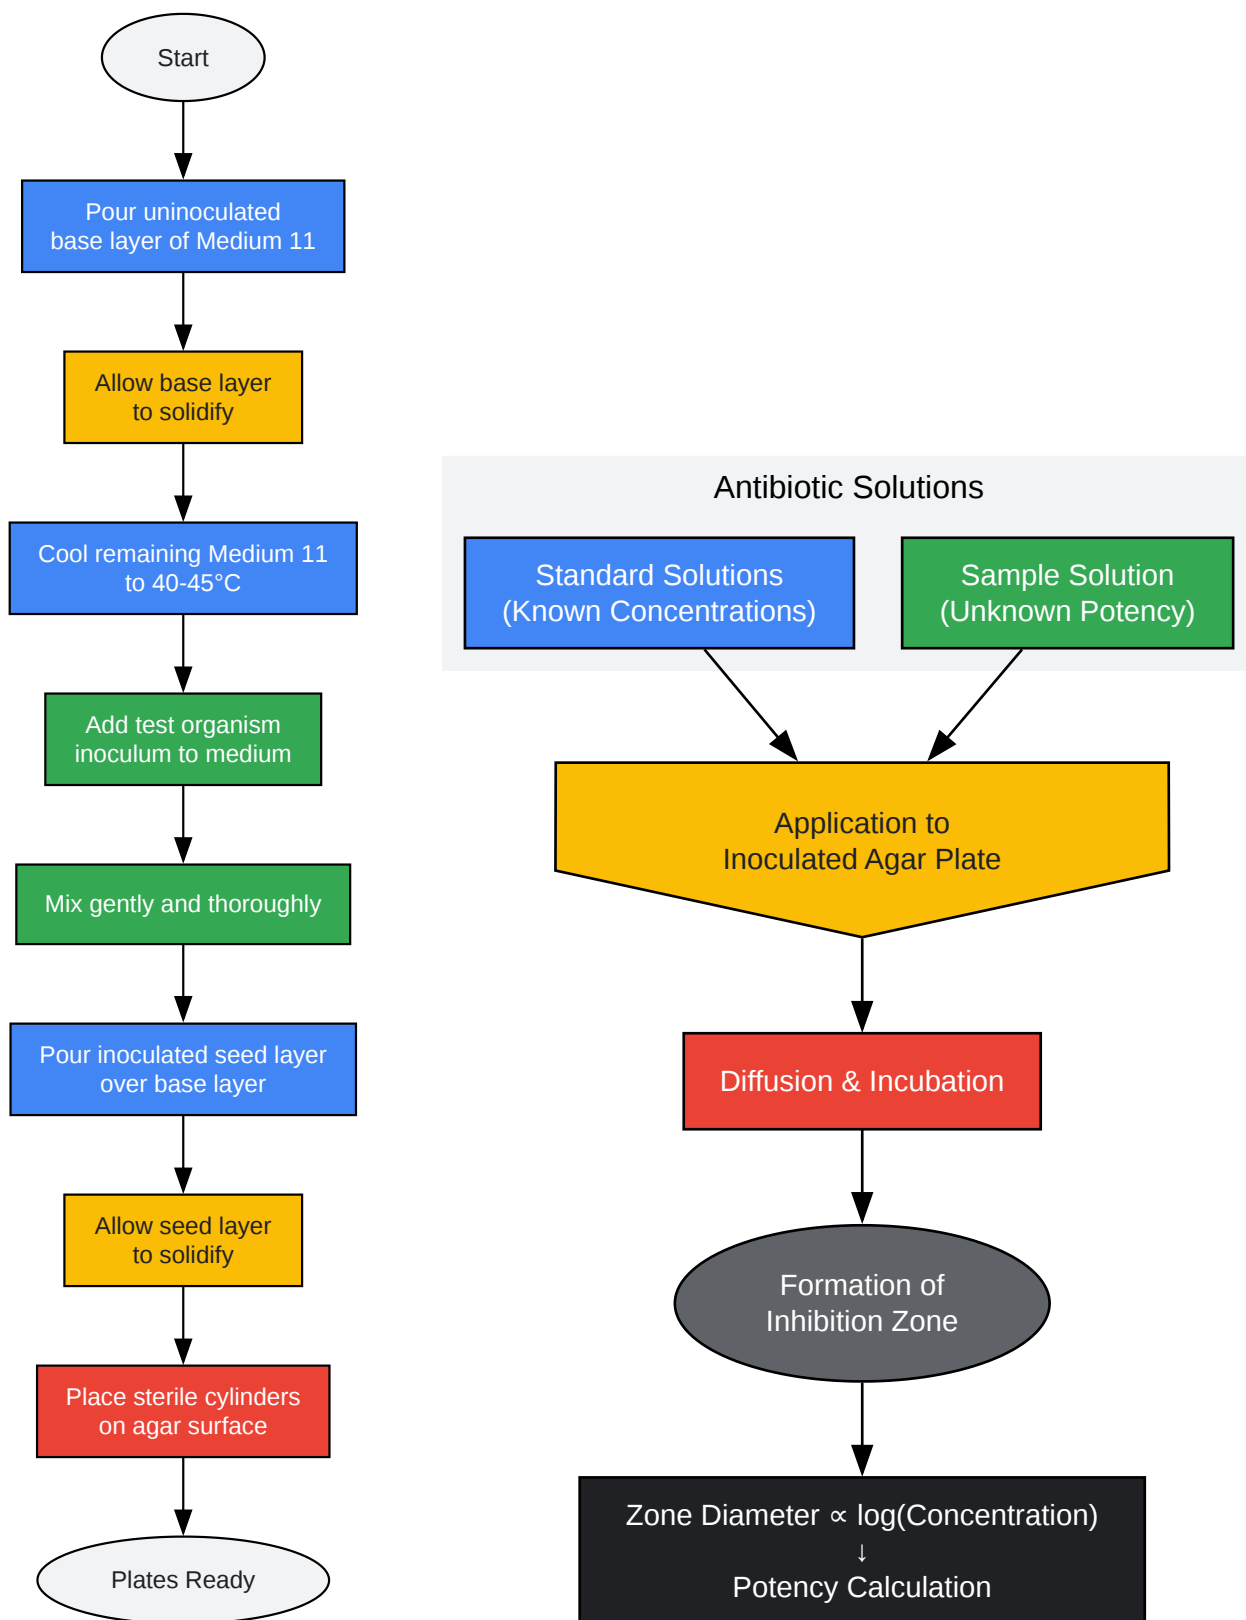 Start
Pour uninoculated
base layer of Medium 11
Allow base layer
to solidify
Cool remaining Medium 11
to 40-45°C
Add test organism
inoculum to medium
Mix gently and thoroughly
Pour inoculated seed layer
over base layer
Allow seed layer
to solidify
Place sterile cylinders
on agar surface
Plates Ready
Antibiotic Solutions
Standard Solutions
(Known Concentrations)
Sample Solution
(Unknown Potency)
Application to
Inoculated Agar Plate
Diffusion & Incubation
Formation of
Inhibition Zone
Zone Diameter ∝ log(Concentration)
↓
Potency Calculation